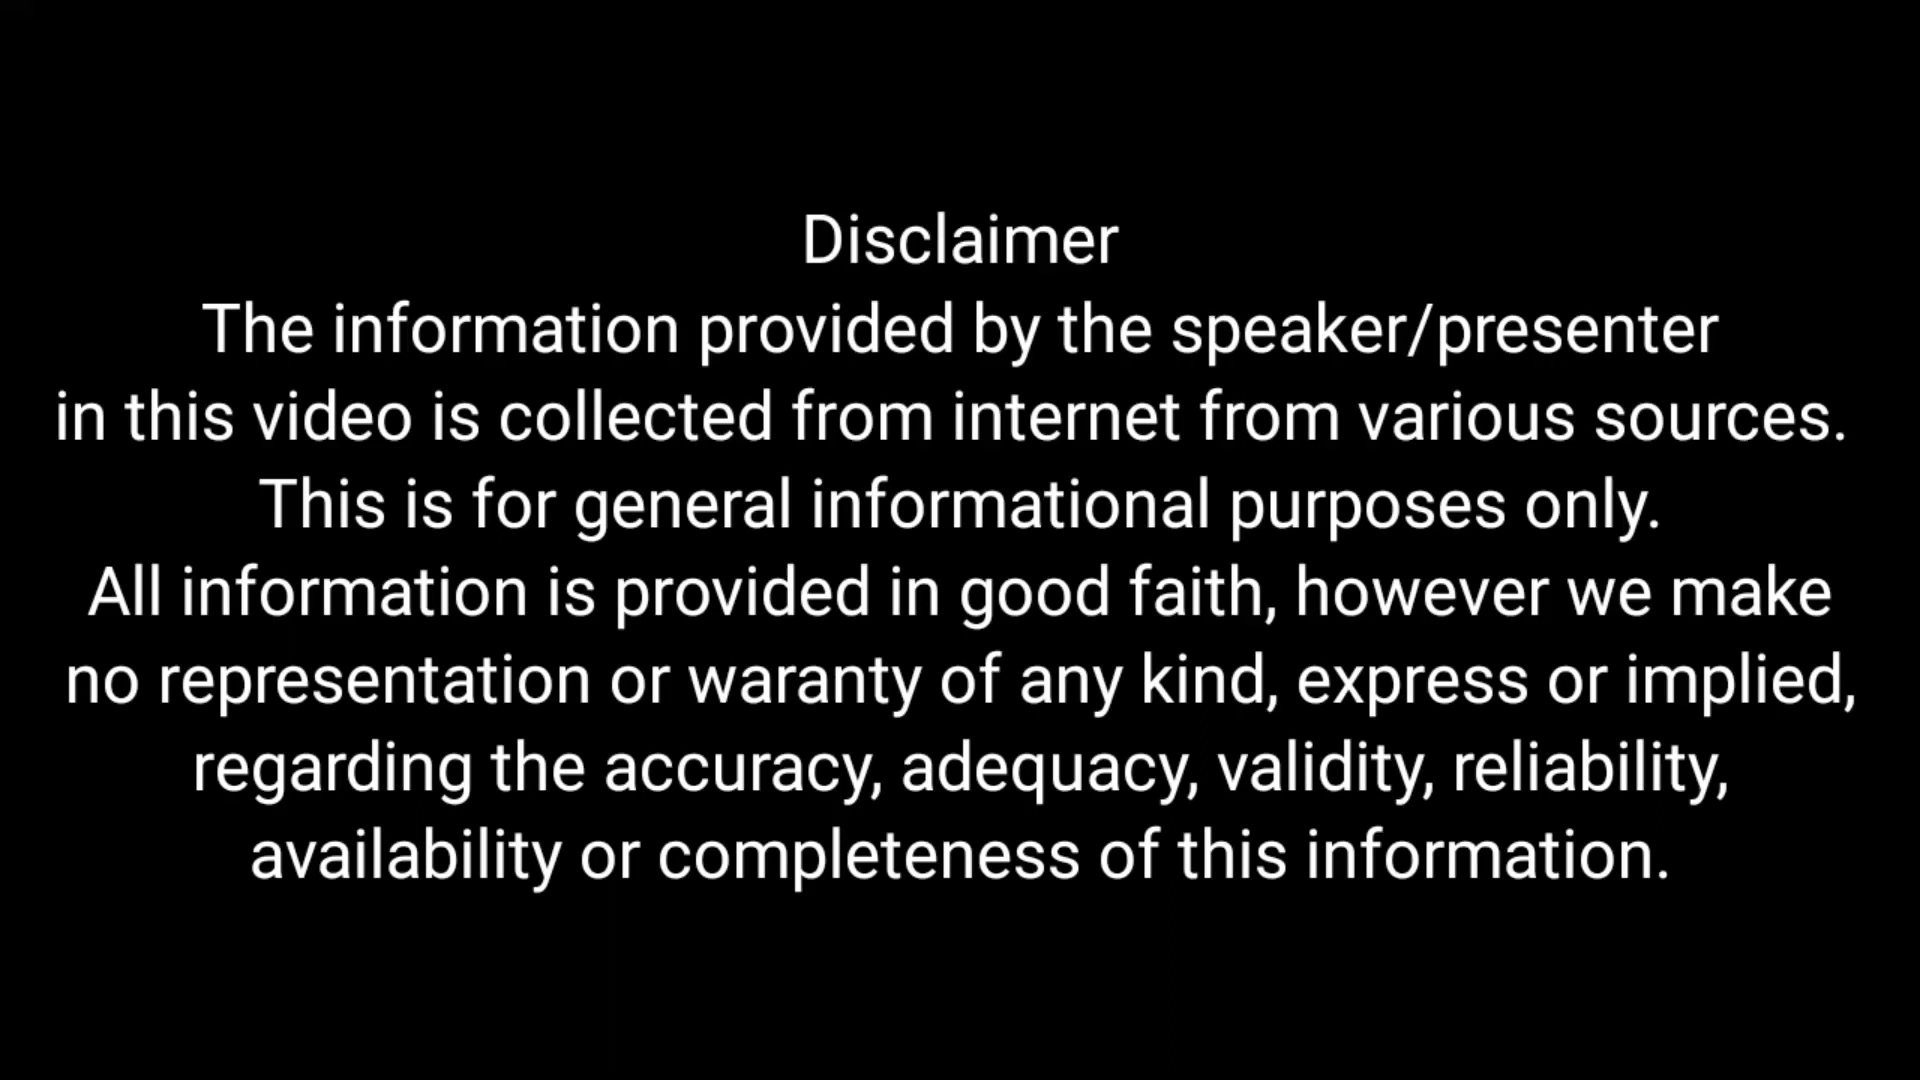 Disclaimer
The information provided by the speaker/presenter
in this video is collected from internet from various sources.
This is for general informational purposes only.
All information is provided in good faith, however we make
no representation or waranty of any kind, express or implied,
regarding the accuracy, adequacy, validity, reliability,
availability or completeness of this information.